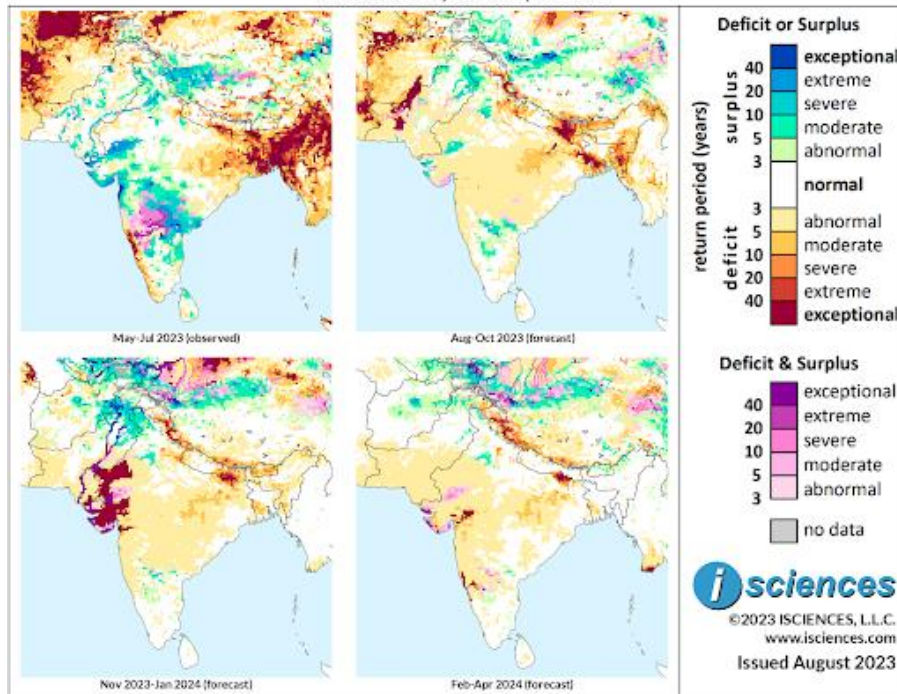 May-Jul 2023 (observed)
Aug-Oct 2023 (forecast)
Nov 2023-Jan 2024 (forecast)
Feb-Apr 2024 (forecast)
Deficit or Surplus
return period (years)
surplus
deficit
40
20
10
5
3
3
5
10
20
40
exceptional
extreme
severe
moderate
abnormal
normal
abnormal
moderate
severe
extreme
exceptional
Deficit & Surplus
40
20
10
5
3
exceptional
extreme
severe
moderate
abnormal
no data
i sciences
©2023 ISCIENCES, L.L.C.
www.isciences.com
Issued August 2023